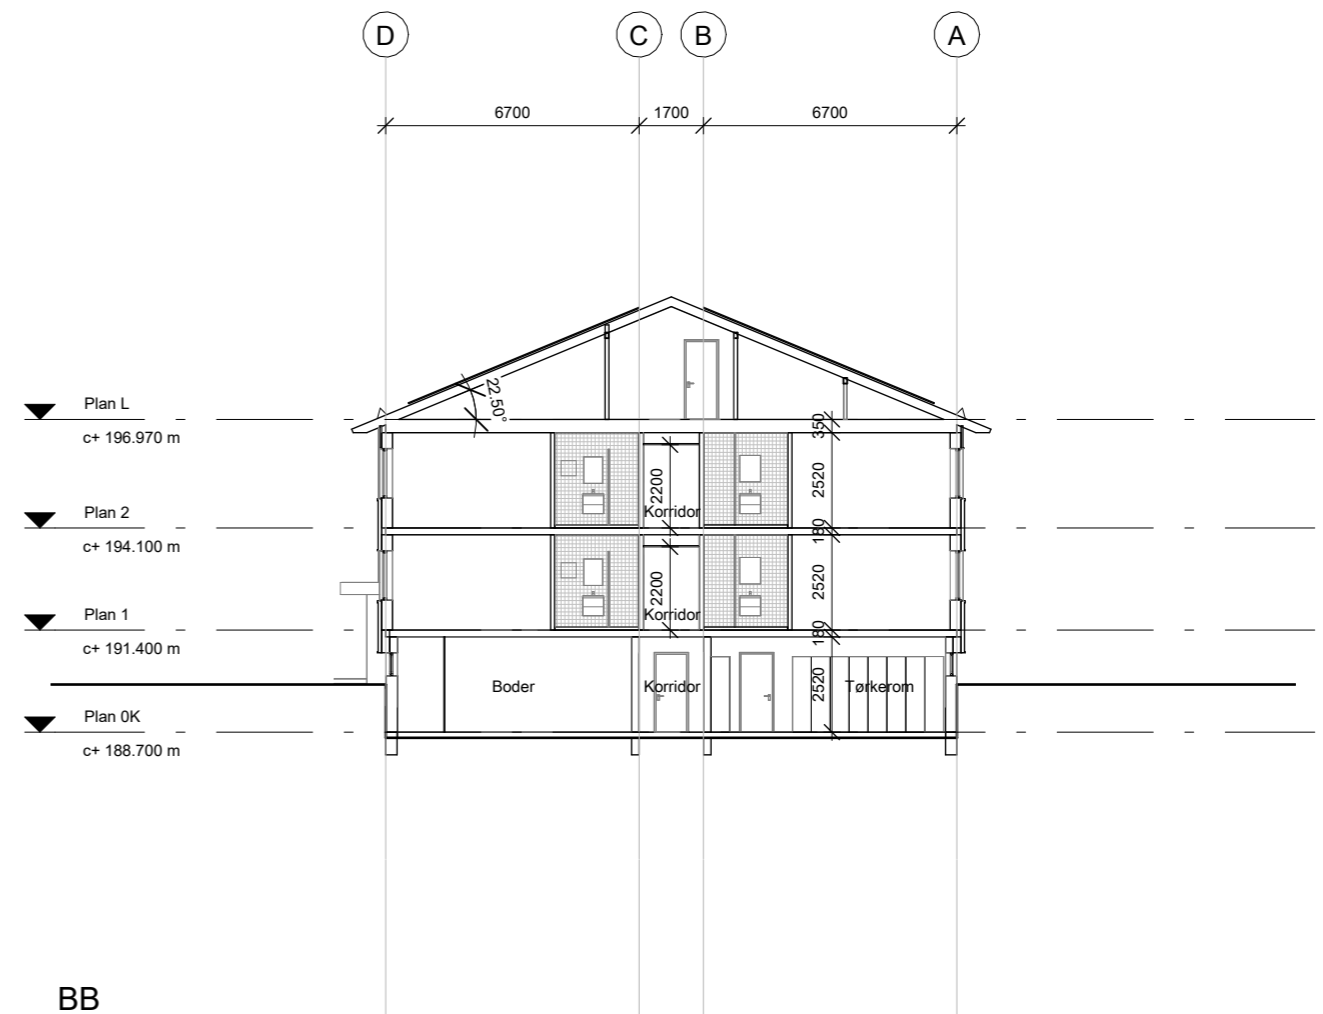 D C B A
6700 1700 6700
22.50°
Plan L
c+ 196.970 m
350
2520
2200
Korridor
Plan 2
c+ 194.100 m
180
2520
2200
Korridor
Plan 1
c+ 191.400 m
180
2520
Boder Korridor Tørkerom
Plan 0K
c+ 188.700 m
BB